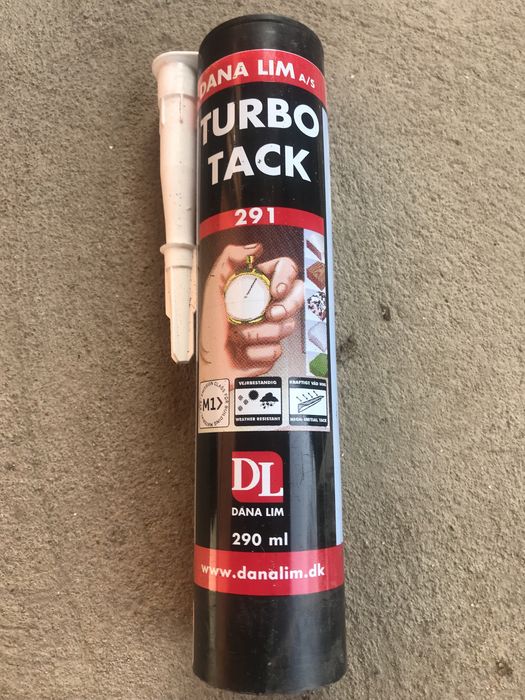 DANA LIM A/S
TURBO
TACK
291
M1
VEJRBESTANDIG
WEATHER RESISTANT
KRAFTIGT VÅD
HIGH-INITIAL TACK
DL
DANA LIM
290 ml
www.danalim.dk